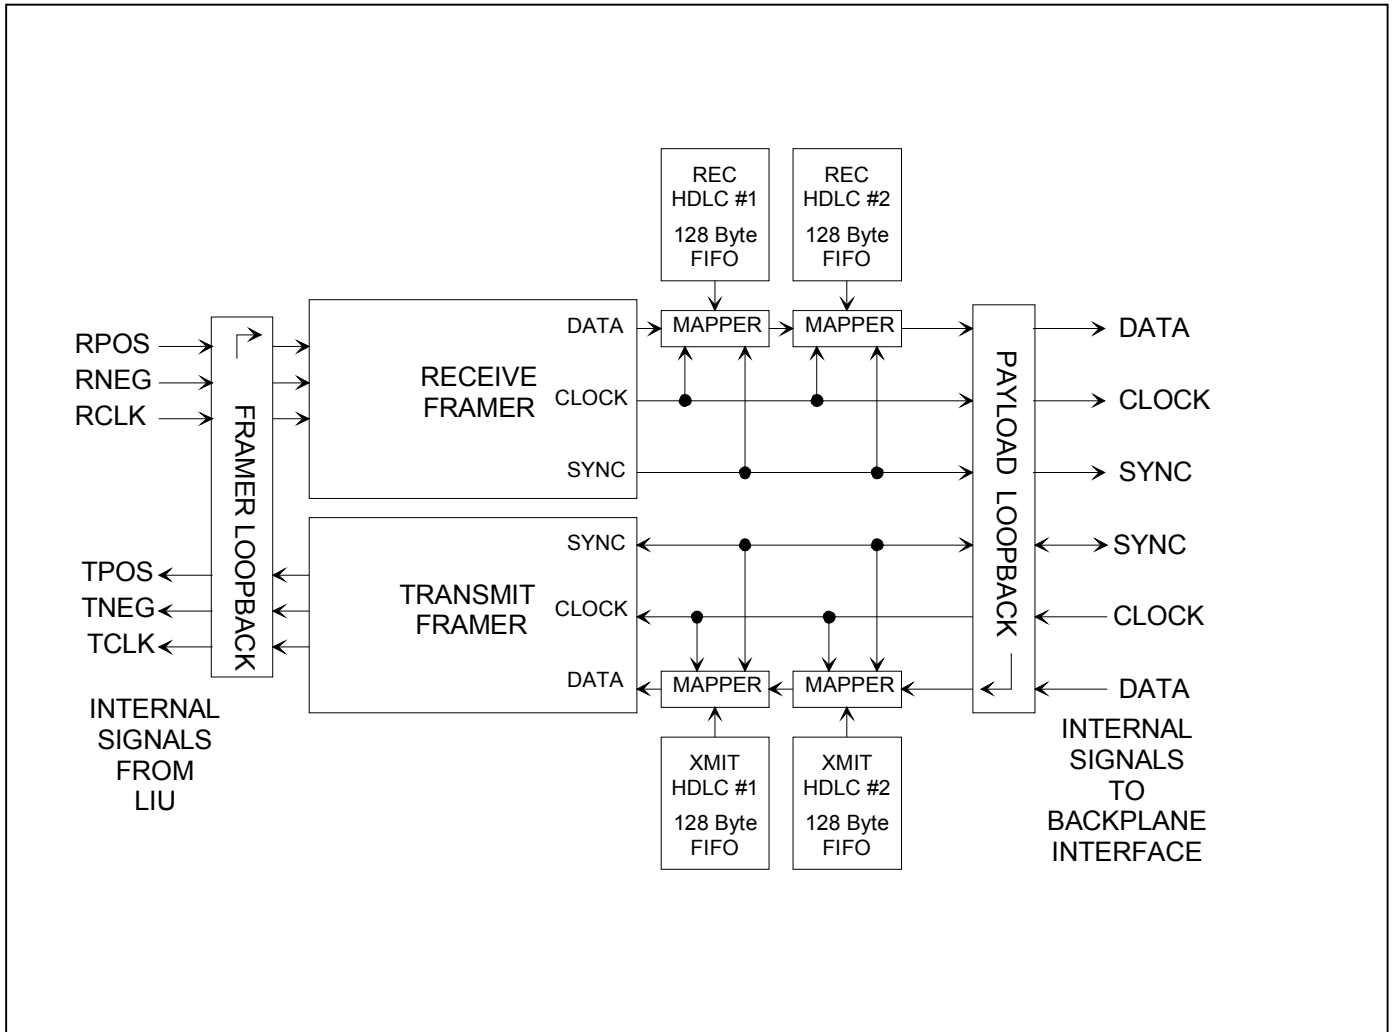 REC
HDLC #1
128 Byte
FIFO
REC
HDLC #2
128 Byte
FIFO
RPOS
RNEG
RCLK
FRAMER LOOPBACK
RECEIVE
FRAMER
DATA
CLOCK
SYNC
MAPPER
MAPPER
PAYLOAD LOOPBACK
DATA
CLOCK
SYNC
TPOS
TNEG
TCLK
TRANSMIT
FRAMER
SYNC
CLOCK
DATA
MAPPER
MAPPER
SYNC
CLOCK
DATA
INTERNAL
SIGNALS
FROM
LIU
XMIT
HDLC #1
128 Byte
FIFO
XMIT
HDLC #2
128 Byte
FIFO
INTERNAL
SIGNALS
TO
BACKPLANE
INTERFACE